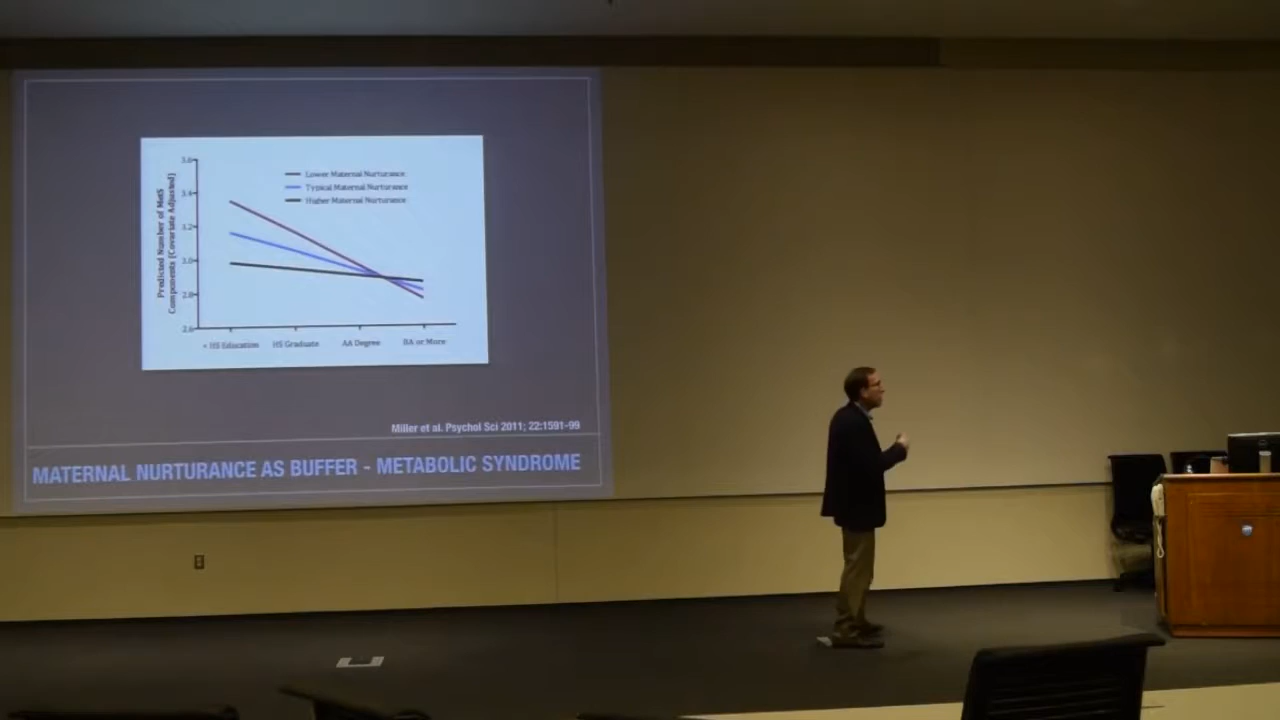 3.6
3.4
3.2
3.0
2.8
2.6
Predicted Number of MetS
Components (Covariate Adjusted)
Lower Maternal Nurturance
Typical Maternal Nurturance
Higher Maternal Nurturance
< HS Education
HS Graduate
AA Degree
BA or More
Miller et al. Psychol Sci 2011; 22:1591-99
MATERNAL NURTURANCE AS BUFFER - METABOLIC SYNDROME